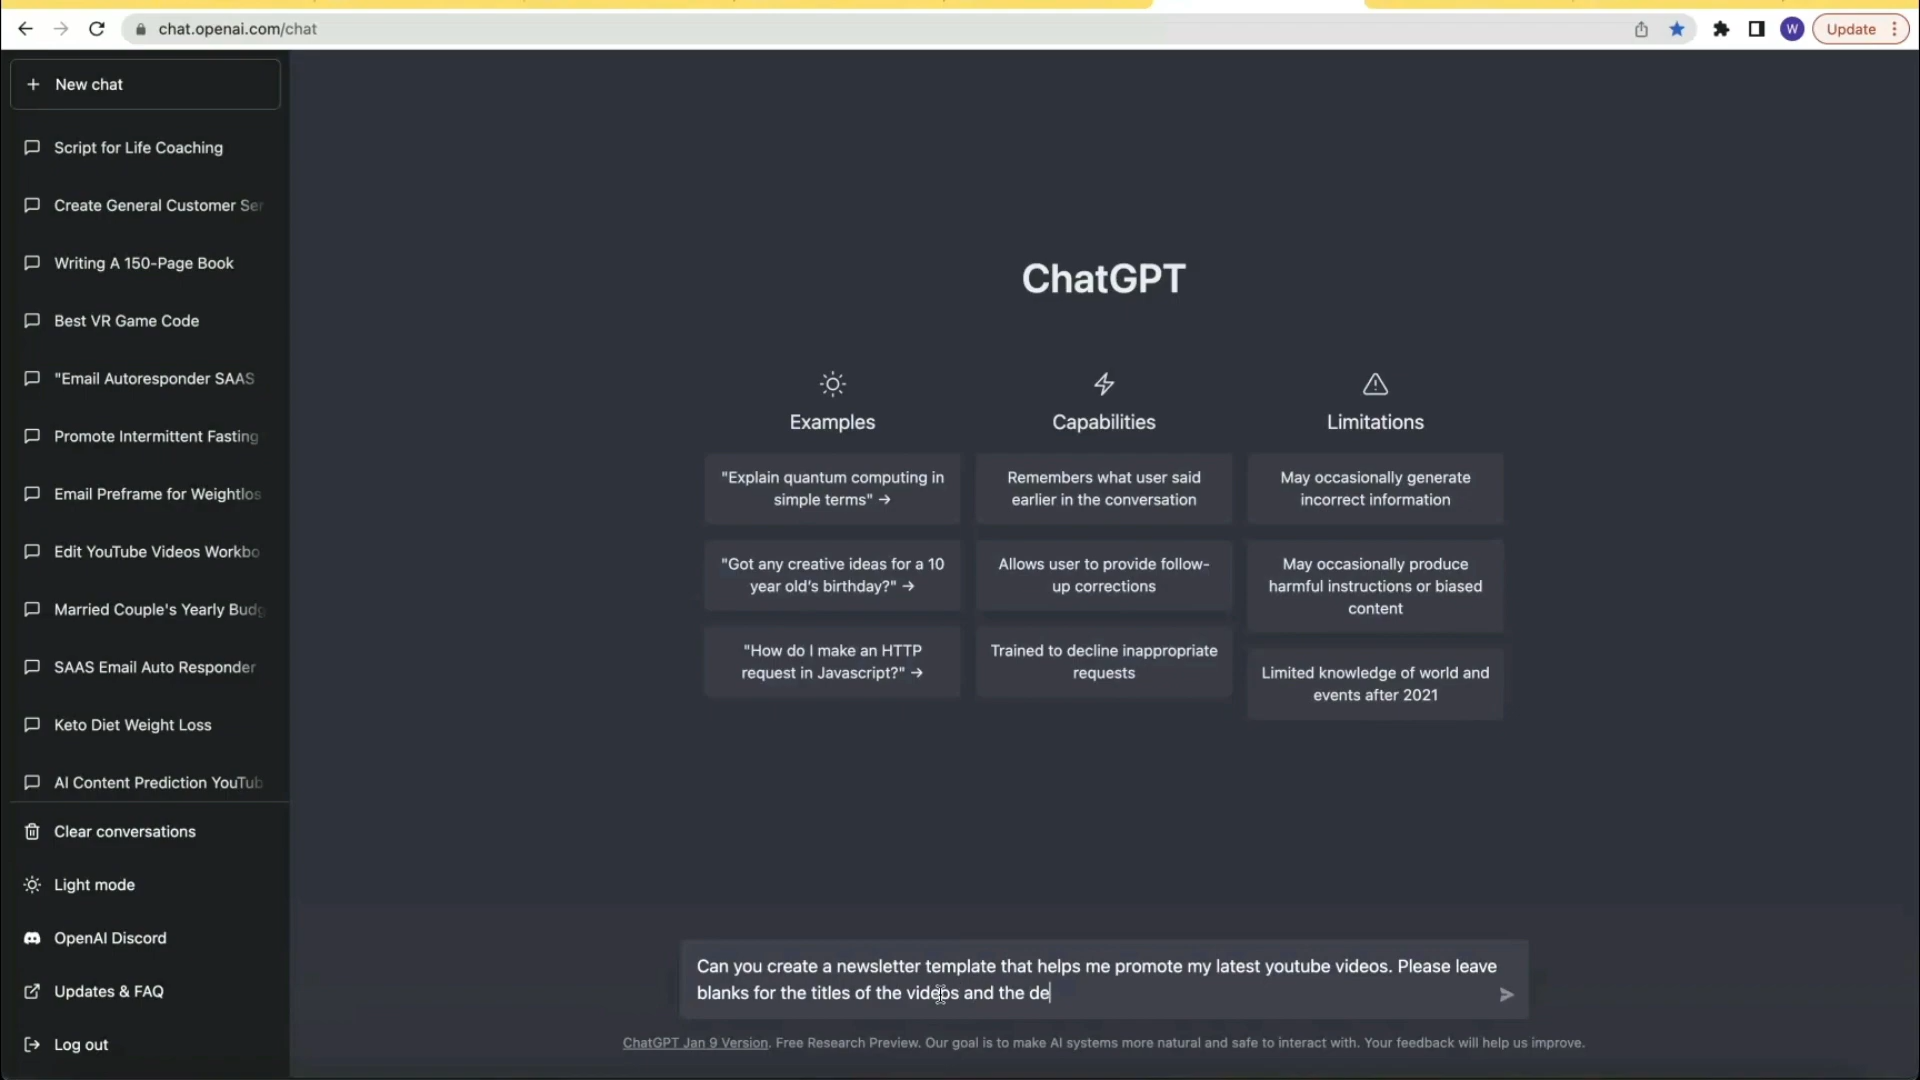 chat.openai.com/chat
W
Update
New chat
Script for Life Coaching
Create General Customer Ser
Writing A 150-Page Book
Best VR Game Code
"Email Autoresponder SAAS
Promote Intermittent Fasting
Email Preframe for Weightlos
Edit YouTube Videos Workbo
Married Couple's Yearly Budg
SAAS Email Auto Responder
Keto Diet Weight Loss
AI Content Prediction YouTub
Clear conversations
Light mode
OpenAI Discord
Updates & FAQ
Log out
ChatGPT
Examples
"Explain quantum computing in
simple terms" →
"Got any creative ideas for a 10
year old's birthday?" →
"How do I make an HTTP
request in Javascript?" →
Capabilities
Remembers what user said
earlier in the conversation
Allows user to provide follow-
up corrections
Trained to decline inappropriate
requests
Limitations
May occasionally generate
incorrect information
May occasionally produce
harmful instructions or biased
content
Limited knowledge of world and
events after 2021
Can you create a newsletter template that helps me promote my latest youtube videos. Please leave
blanks for the titles of the videos and the de
ChatGPT Jan 9 Version. Free Research Preview. Our goal is to make AI systems more natural and safe to interact with. Your feedback will help us improve.